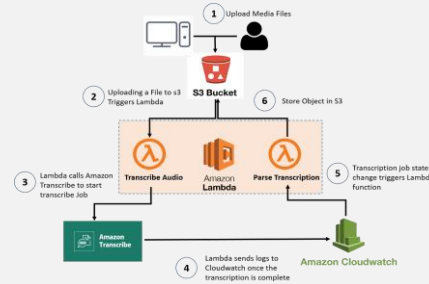 1 Upload Media Files
S3 Bucket
2 Uploading a File to s3
Triggers Lambda
6 Store Object in S3
Transcribe Audio
Amazon
Lambda
Parse Transcription
3 Lambda calls Amazon
Transcribe to start
transcribe Job
5 Transcription job state
change triggers Lambda
function
Amazon
Transcribe
4 Lambda sends logs to
Cloudwatch once the
transcription is complete
Amazon Cloudwatch